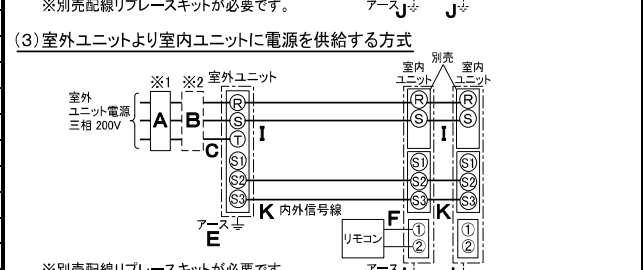 ※別売配線リプレースキットが必要です。
アース J J
(3)室外ユニットより室内ユニットに電源を供給する方式
別売
※1 ※2 室外ユニット 室内ユニット 室内ユニット
室外
ユニット電源
三相 200V
A B C
R S T S1 S2 S3
I I
R S S1 S2 S3
R S S1 S2 S3
K 内外信号線 K
アース
E
F
リモコン
① ②
① ②
※別売配線リプレースキットが必要です
アース